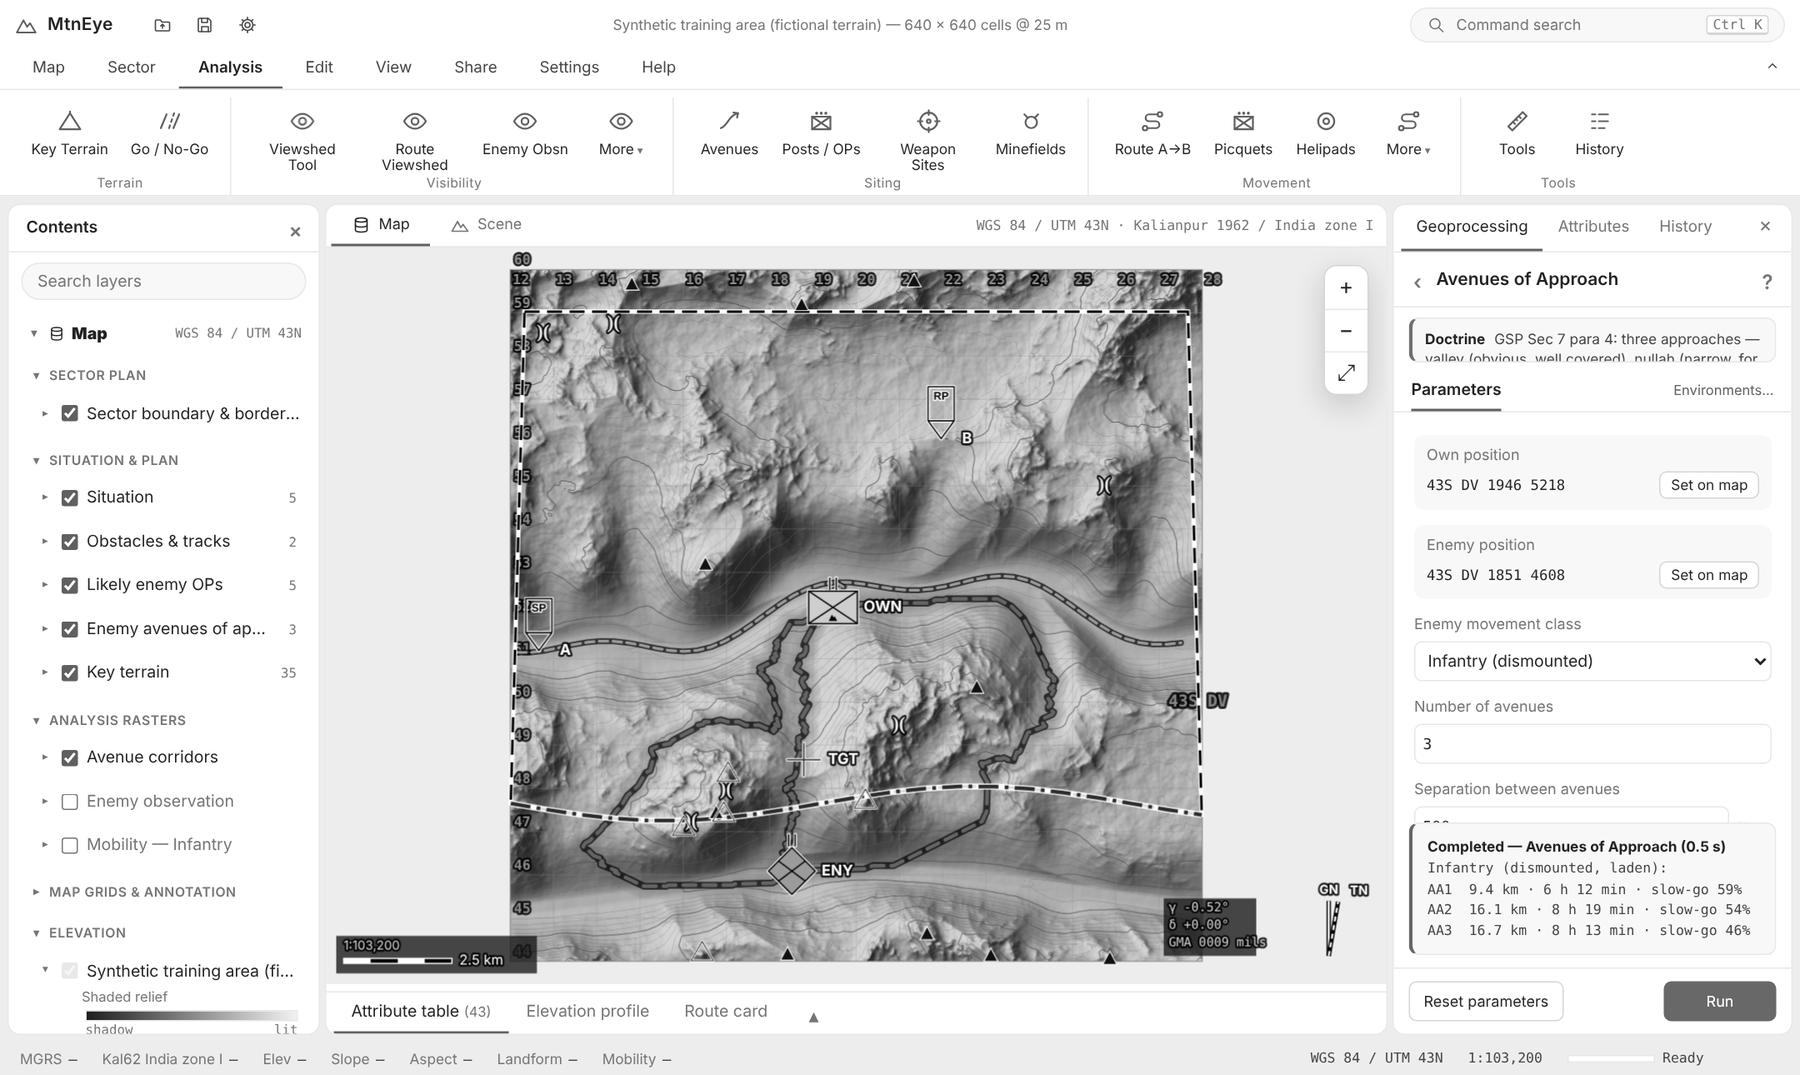 MtnEye
Synthetic training area (fictional terrain) — 640 × 640 cells @ 25 m
Command search
Ctrl K
Map
Sector
Analysis
Edit
View
Share
Settings
Help
Key Terrain
Go / No-Go
Terrain
Viewshed
Tool
Route
Viewshed
Enemy Obsn
More ▾
Visibility
Avenues
Posts / OPs
Weapon
Sites
Minefields
Siting
Route A→B
Picquets
Helipads
More ▾
Movement
Tools
History
Tools
Contents
×
Search layers
Map
WGS 84 / UTM 43N
SECTOR PLAN
Sector boundary & border...
SITUATION & PLAN
Situation
5
Obstacles & tracks
2
Likely enemy OPs
5
Enemy avenues of ap...
3
Key terrain
35
ANALYSIS RASTERS
Avenue corridors
Enemy observation
Mobility — Infantry
MAP GRIDS & ANNOTATION
ELEVATION
Synthetic training area (fi...
Shaded relief
shadow
lit
Map
Scene
WGS 84 / UTM 43N · Kalianpur 1962 / India zone I
60
12 13 14 15 16 17 18 19 20 22 23 24 25 26 27 28
59
58
57
56
49
48
47
46
45
44
RP
B
SP
A
OWN
TGT
ENY
43S DV
GN TN
γ -0.52°
δ +0.00°
GMA 0009 mils
1:103,200
2.5 km
+
−
Attribute table (43)
Elevation profile
Route card
Geoprocessing
Attributes
History
×
Avenues of Approach
?
Doctrine GSP Sec 7 para 4: three approaches —
valley (obvious, well covered), nullah (narrow, for
Parameters
Environments...
Own position
43S DV 1946 5218
Set on map
Enemy position
43S DV 1851 4608
Set on map
Enemy movement class
Infantry (dismounted)
Number of avenues
3
Separation between avenues
Completed — Avenues of Approach (0.5 s)
Infantry (dismounted, laden):
AA1 9.4 km · 6 h 12 min · slow-go 59%
AA2 16.1 km · 8 h 19 min · slow-go 54%
AA3 16.7 km · 8 h 13 min · slow-go 46%
Reset parameters
Run
MGRS —
Kal62 India zone I —
Elev —
Slope —
Aspect —
Landform —
Mobility —
WGS 84 / UTM 43N
1:103,200
Ready